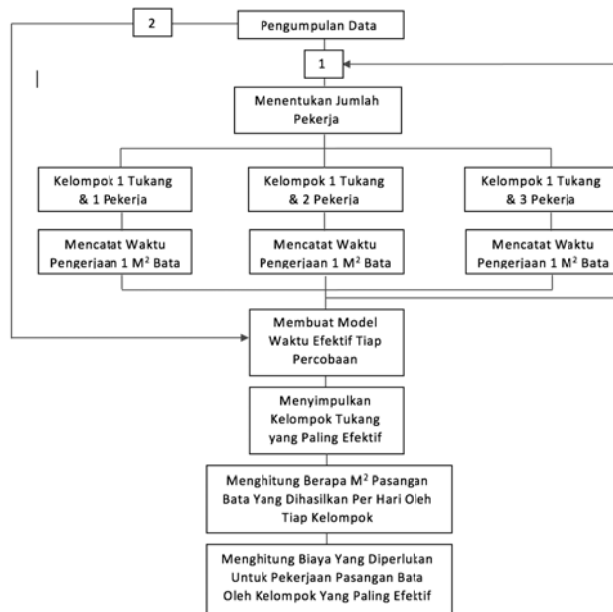 2
Pengumpulan Data
1
Menentukan Jumlah
Pekerja
Kelompok 1 Tukang
& 1 Pekerja
Kelompok 1 Tukang
& 2 Pekerja
Kelompok 1 Tukang
& 3 Pekerja
Mencatat Waktu
Pengerjaan 1 M² Bata
Mencatat Waktu
Pengerjaan 1 M² Bata
Mencatat Waktu
Pengerjaan 1 M² Bata
Membuat Model
Waktu Efektif Tiap
Percobaan
Menyimpulkan
Kelompok Tukang
yang Paling Efektif
Menghitung Berapa M² Pasangan
Bata Yang Dihasilkan Per Hari Oleh
Tiap Kelompok
Menghitung Biaya Yang Diperlukan
Untuk Pekerjaan Pasangan Bata
Oleh Kelompok Yang Paling Efektif